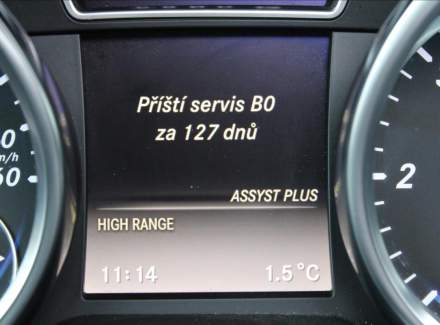 Příští servis B0
za 127 dnů
ASSYST PLUS
HIGH RANGE
11:14 1.5°C
2